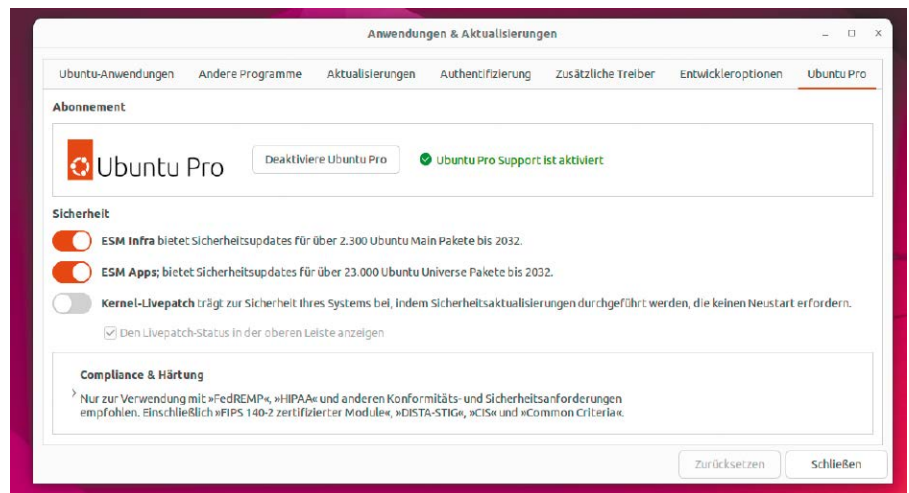 Anwendungen & Aktualisierungen
Ubuntu-Anwendungen Andere Programme Aktualisierungen Authentifizierung Zusätzliche Treiber Entwickleroptionen Ubuntu Pro
Abonnement
Ubuntu Pro Deaktiviere Ubuntu Pro Ubuntu Pro Support ist aktiviert
Sicherheit
ESM Infra bietet Sicherheitsupdates für über 2.300 Ubuntu Main Pakete bis 2032.
ESM Apps; bietet Sicherheitsupdates für über 23.000 Ubuntu Universe Pakete bis 2032.
Kernel-Livepatch trägt zur Sicherheit Ihres Systems bei, indem Sicherheitsaktualisierungen durchgeführt werden, die keinen Neustart erfordern.
Den Livepatch-Status in der oberen Leiste anzeigen
Compliance & Härtung
Nur zur Verwendung mit »FedREMP«, »HIPAA« und anderen Konformitäts- und Sicherheitsanforderungen
empfohlen. Einschließlich »FIPS 140-2 zertifizierter Module«, »DISTA-STIG«, »CIS« und »Common Criteria«.
Zurücksetzen Schließen